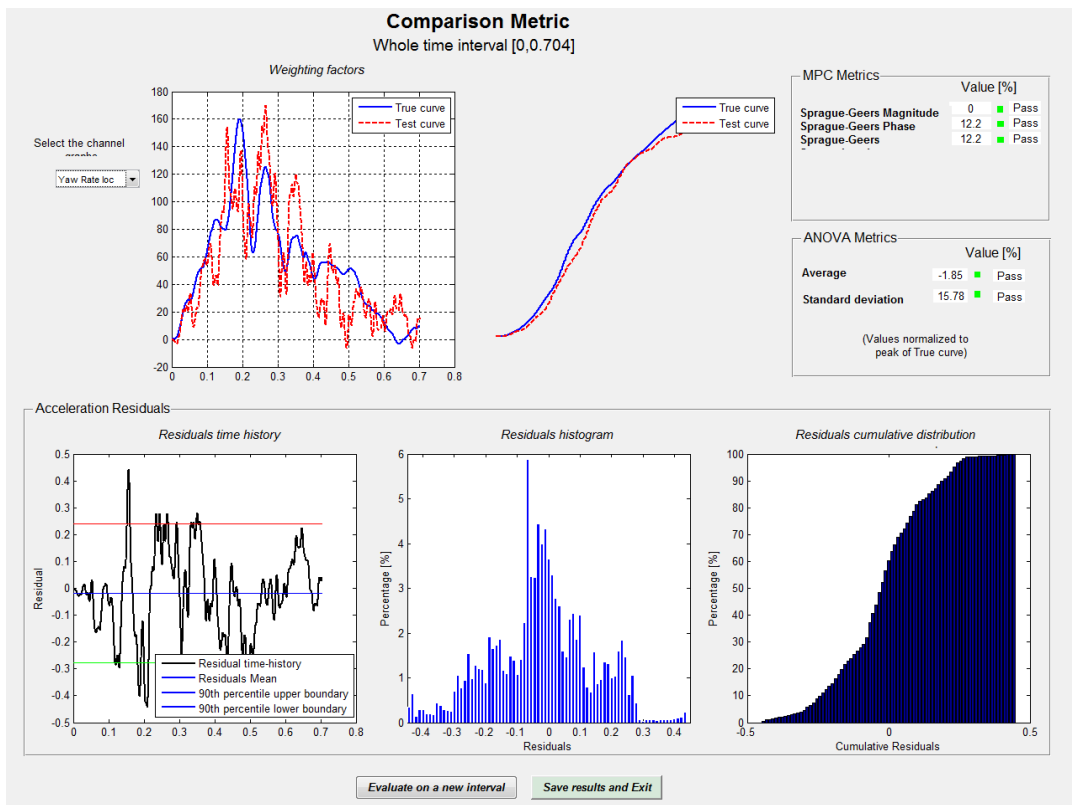 Comparison Metric
Whole time interval [0,0.704]
Weighting factors
Select the channel
Yaw Rate loc
180
160
140
120
100
80
60
40
20
0
-20
0 0.1 0.2 0.3 0.4 0.5 0.6 0.7 0.8
True curve
Test curve
True curve
Test curve
MPC Metrics
Value [%]
Sprague-Geers Magnitude 0 Pass
Sprague-Geers Phase 12.2 Pass
Sprague-Geers 12.2 Pass
ANOVA Metrics
Value [%]
Average -1.85 Pass
Standard deviation 15.78 Pass
(Values normalized to
peak of True curve)
Acceleration Residuals
Residuals time history
Residual
0.5
0.4
0.3
0.2
0.1
0
-0.1
-0.2
-0.3
-0.4
-0.5
0 0.1 0.2 0.3 0.4 0.5 0.6 0.7 0.8
Residual time-history
Residuals Mean
90th percentile upper boundary
90th percentile lower boundary
Residuals histogram
Percentage [%]
6
5
4
3
2
1
0
-0.4 -0.3 -0.2 -0.1 0 0.1 0.2 0.3 0.4
Residuals
Residuals cumulative distribution
Percentage [%]
100
90
80
70
60
50
40
30
20
10
0
-0.5 0 0.5
Cumulative Residuals
Evaluate on a new interval
Save results and Exit